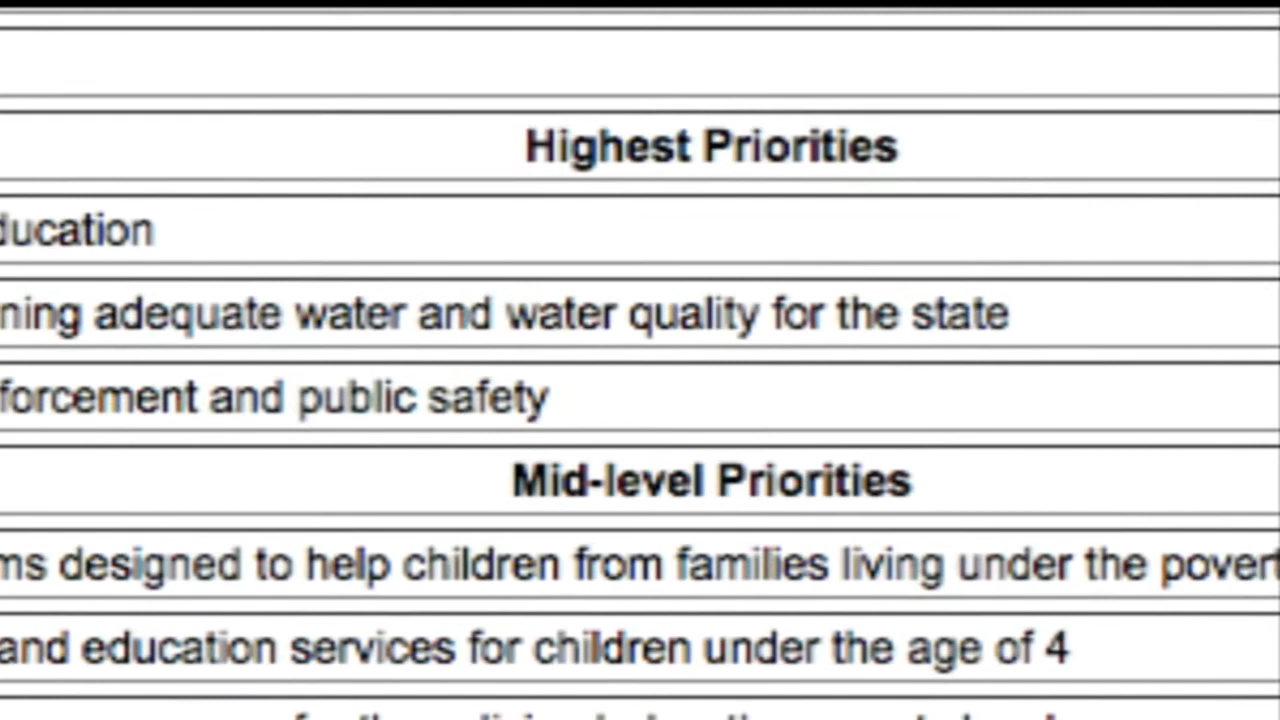 Highest Priorities
ducation
ning adequate water and water quality for the state
forcement and public safety
Mid-level Priorities
ms designed to help children from families living under the povert
and education services for children under the age of 4